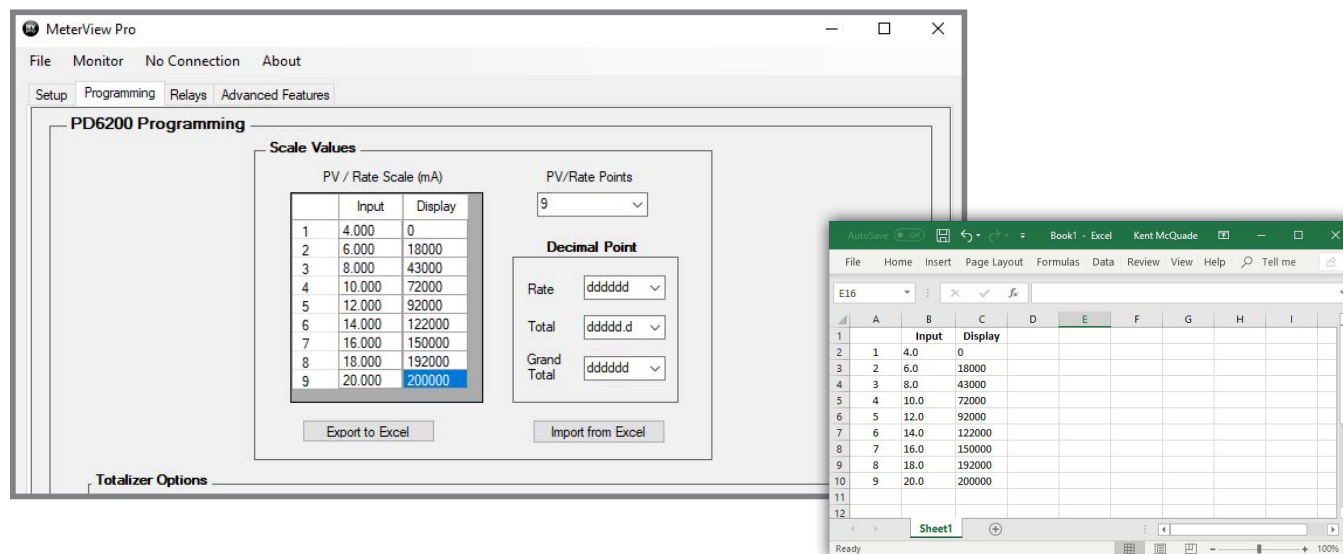 MeterView Pro
File Monitor No Connection About
Setup Programming Relays Advanced Features
PD6200 Programming
Scale Values
PV / Rate Scale (mA)
Input Display
1 4.000 0
2 6.000 18000
3 8.000 43000
4 10.000 72000
5 12.000 92000
6 14.000 122000
7 16.000 150000
8 18.000 192000
9 20.000 200000
Export to Excel
PV/Rate Points
9
Decimal Point
Rate dddddd
Total ddddd.d
Grand Total dddddd
Import from Excel
Totalizer Options
AutoSave Off Book1 - Excel Kent McQuade
File Home Insert Page Layout Formulas Data Review View Help Tell me
E16 fx
A B C D E F G H I
1 Input Display
2 1 4.0 0
3 2 6.0 18000
4 3 8.0 43000
5 4 10.0 72000
6 5 12.0 92000
7 6 14.0 122000
8 7 16.0 150000
9 8 18.0 192000
10 9 20.0 200000
11
12
Sheet1
Ready 100%